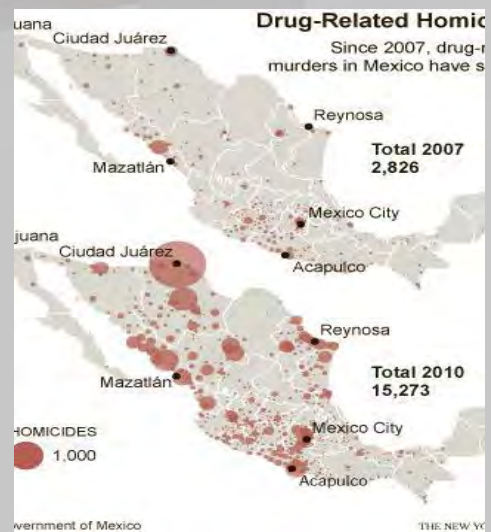 Drug-Related Homic
Since 2007, drug-r
murders in Mexico have s
uana
Ciudad Juárez
Reynosa
Total 2007
2,826
Mazatlán
Mexico City
Acapulco
juana
Ciudad Juárez
Reynosa
Total 2010
15,273
Mazatlán
HOMICIDES
1,000
Mexico City
Acapulco
vernment of Mexico
THE NEW YO